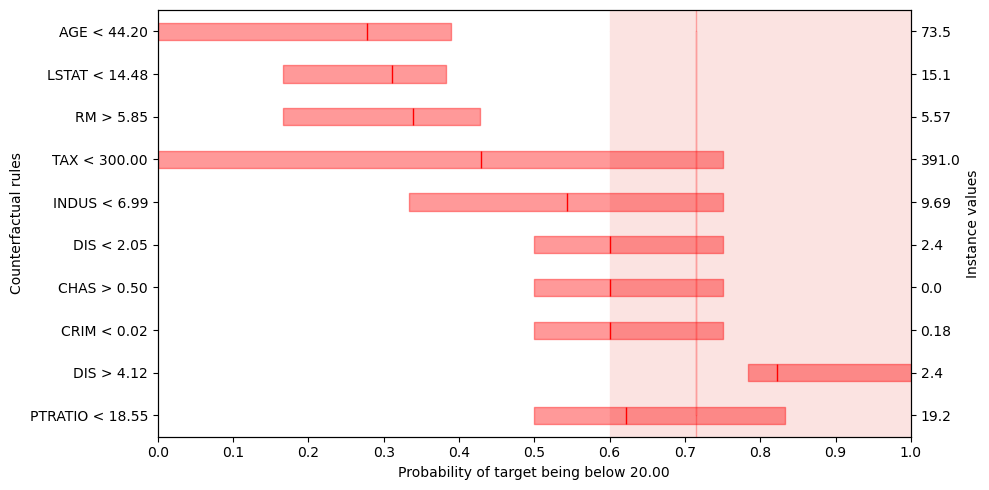 Counterfactual rules
AGE < 44.20 73.5
LSTAT < 14.48 15.1
RM > 5.85 5.57
TAX < 300.00 391.0
INDUS < 6.99 9.69
DIS < 2.05 2.4
CHAS > 0.50 0.0
CRIM < 0.02 0.18
DIS > 4.12 2.4
PTRATIO < 18.55 19.2
Instance values
0.0 0.1 0.2 0.3 0.4 0.5 0.6 0.7 0.8 0.9 1.0
Probability of target being below 20.00